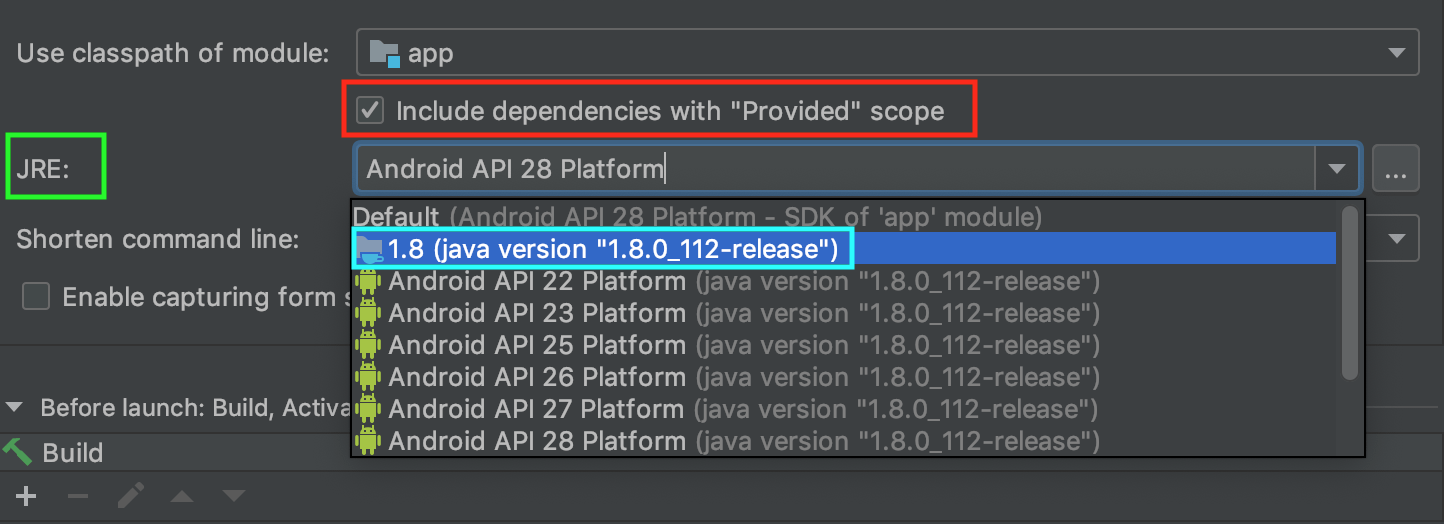 Use classpath of module: app
Include dependencies with "Provided" scope
JRE: Android API 28 Platform ...
Default (Android API 28 Platform - SDK of 'app' module)
Shorten command line:
1.8 (java version "1.8.0_112-release")
Android API 22 Platform (java version "1.8.0_112-release")
Enable capturing form s
Android API 23 Platform (java version "1.8.0_112-release")
Android API 25 Platform (java version "1.8.0_112-release")
Android API 26 Platform (java version "1.8.0_112-release")
Before launch: Build, Activa
Android API 27 Platform (java version "1.8.0_112-release")
Android API 28 Platform (java version "1.8.0_112-release")
Build